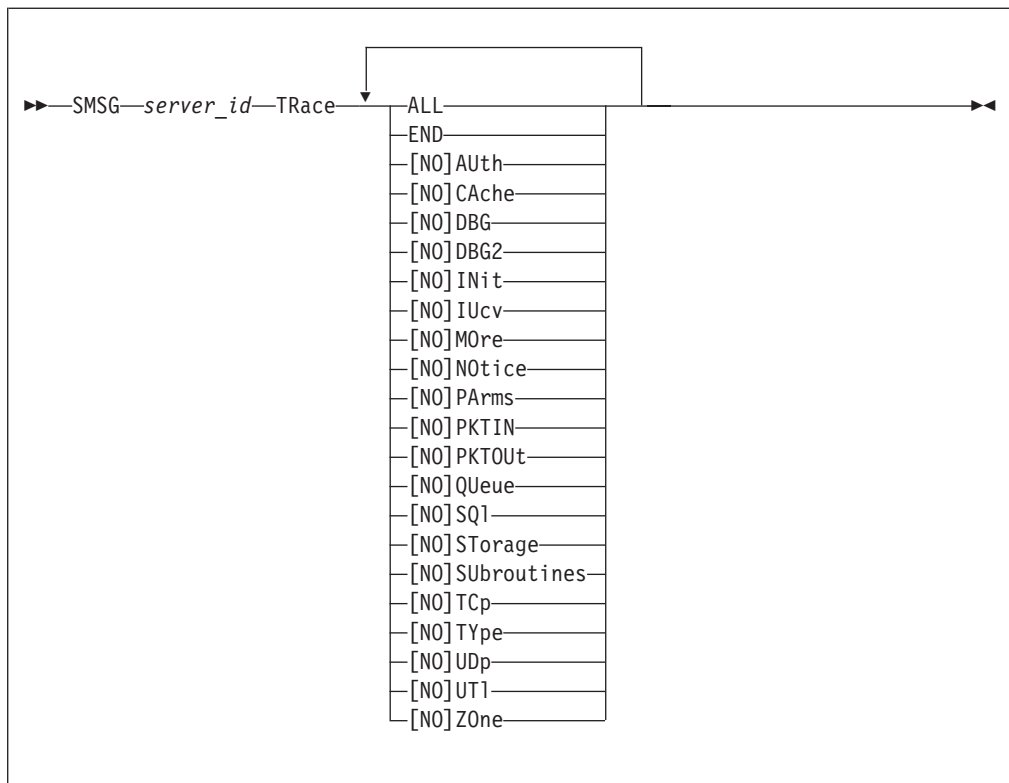 SMSG server_id TRace ALL
END
[NO]AUth
[NO]CAche
[NO]DBG
[NO]DBG2
[NO]INit
[NO]IUcv
[NO]MOre
[NO]NOtice
[NO]PArms
[NO]PKTIN
[NO]PKTOUt
[NO]QUeue
[NO]SQl
[NO]STorage
[NO]SUbroutines
[NO]TCp
[NO]TYpe
[NO]UDp
[NO]UTl
[NO]ZOne